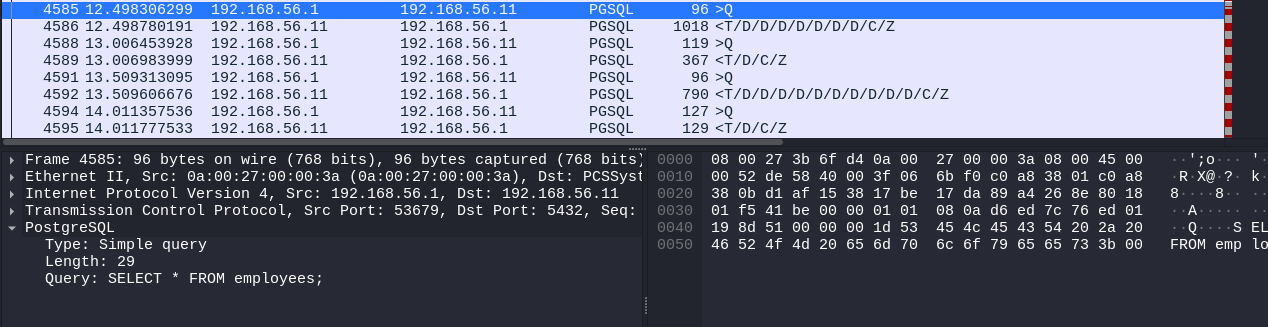 4585 12.498306299 192.168.56.1 192.168.56.11 PGSQL 96 >Q
4586 12.498780191 192.168.56.11 192.168.56.1 PGSQL 1018 <T/D/D/D/D/D/D/D/C/Z
4588 13.006453928 192.168.56.1 192.168.56.11 PGSQL 119 >Q
4589 13.006983999 192.168.56.11 192.168.56.1 PGSQL 367 <T/D/C/Z
4591 13.509313095 192.168.56.1 192.168.56.11 PGSQL 96 >Q
4592 13.509606676 192.168.56.11 192.168.56.1 PGSQL 790 <T/D/D/D/D/D/D/D/D/D/C/Z
4594 14.011357536 192.168.56.1 192.168.56.11 PGSQL 127 >Q
4595 14.011777533 192.168.56.11 192.168.56.1 PGSQL 129 <T/D/C/Z
Frame 4585: 96 bytes on wire (768 bits), 96 bytes captured (768 bits)
Ethernet II, Src: 0a:00:27:00:00:3a (0a:00:27:00:00:3a), Dst: PCSSyst
Internet Protocol Version 4, Src: 192.168.56.1, Dst: 192.168.56.11
Transmission Control Protocol, Src Port: 53679, Dst Port: 5432, Seq:
PostgreSQL
Type: Simple query
Length: 29
Query: SELECT * FROM employees;
0000 08 00 27 3b 6f d4 0a 00 27 00 00 3a 08 00 45 00 ··';o··· '
0010 00 52 de 58 40 00 3f 06 6b f0 c0 a8 38 01 c0 a8 ·R·X@·?· k
0020 38 0b d1 af 15 38 17 be 17 da 89 a4 26 8e 80 18 8····8··
0030 01 f5 41 be 00 00 01 01 08 0a d6 ed 7c 76 ed 01 ··A·····
0040 19 8d 51 00 00 00 1d 53 45 4c 45 43 54 20 2a 20 ··Q····S EL
0050 46 52 4f 4d 20 65 6d 70 6c 6f 79 65 65 73 3b 00 FROM emp lo